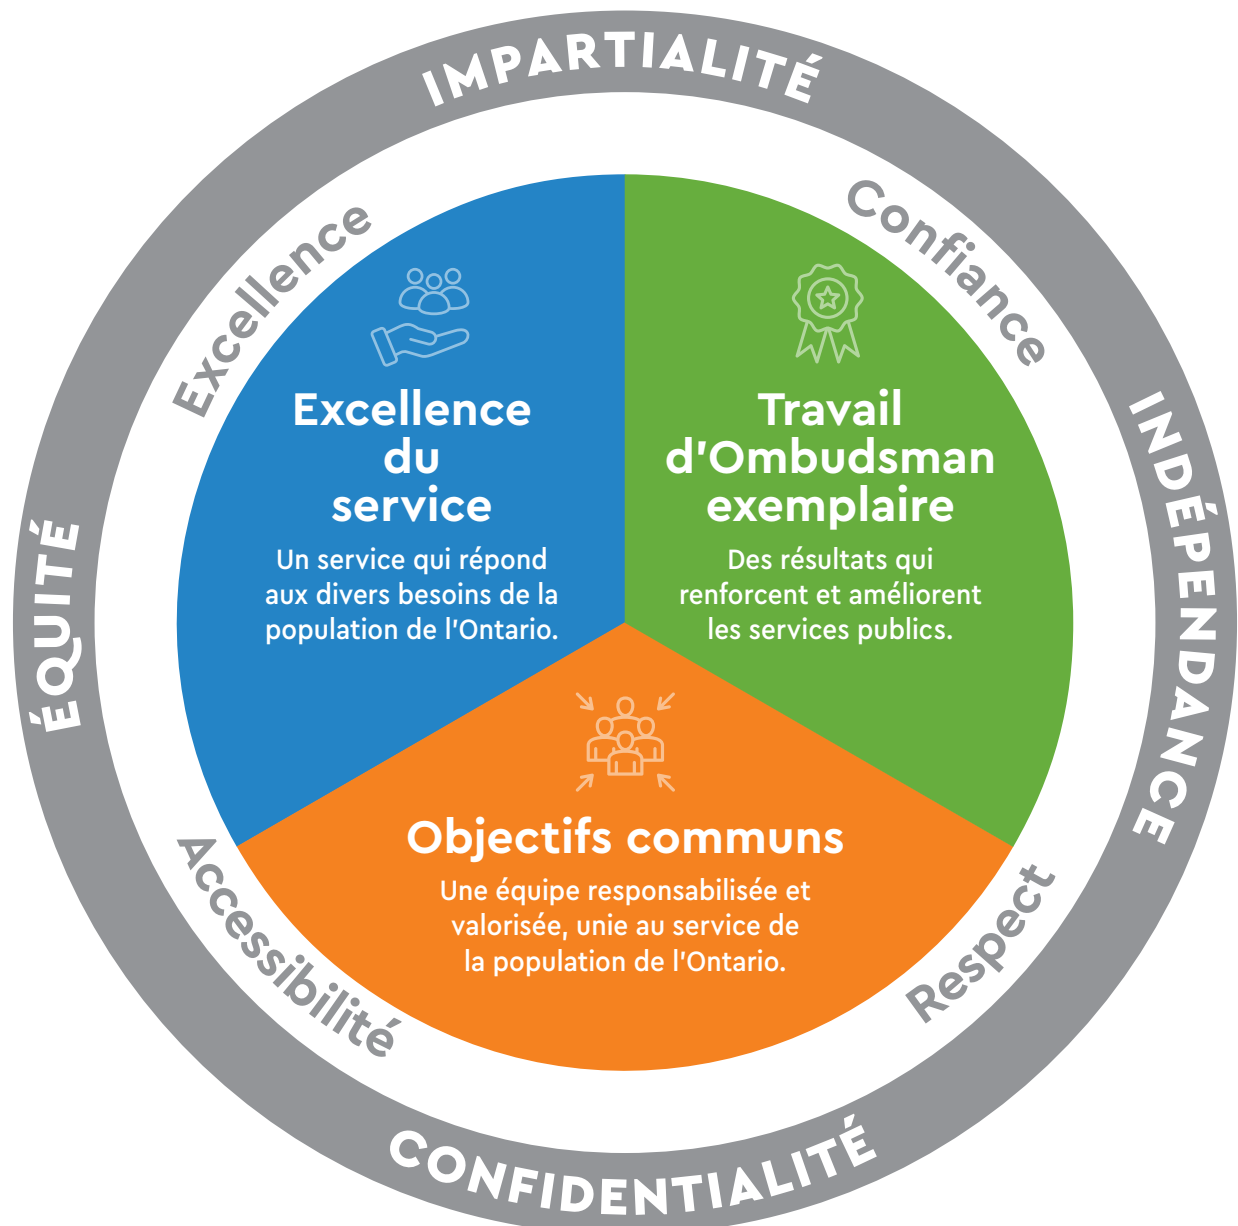 IMPARTIALITÉ
Excellence
Confiance
Excellence
du
service
Un service qui répond
aux divers besoins de la
population de l'Ontario.
Travail
d'Ombudsman
exemplaire
Des résultats qui
renforcent et améliorent
les services publics.
ÉQUITÉ
INDÉPENDANCE
Objectifs communs
Une équipe responsabilisée et
valorisée, unie au service de
la population de l'Ontario.
Accessibilité
Respect
CONFIDENTIALITÉ